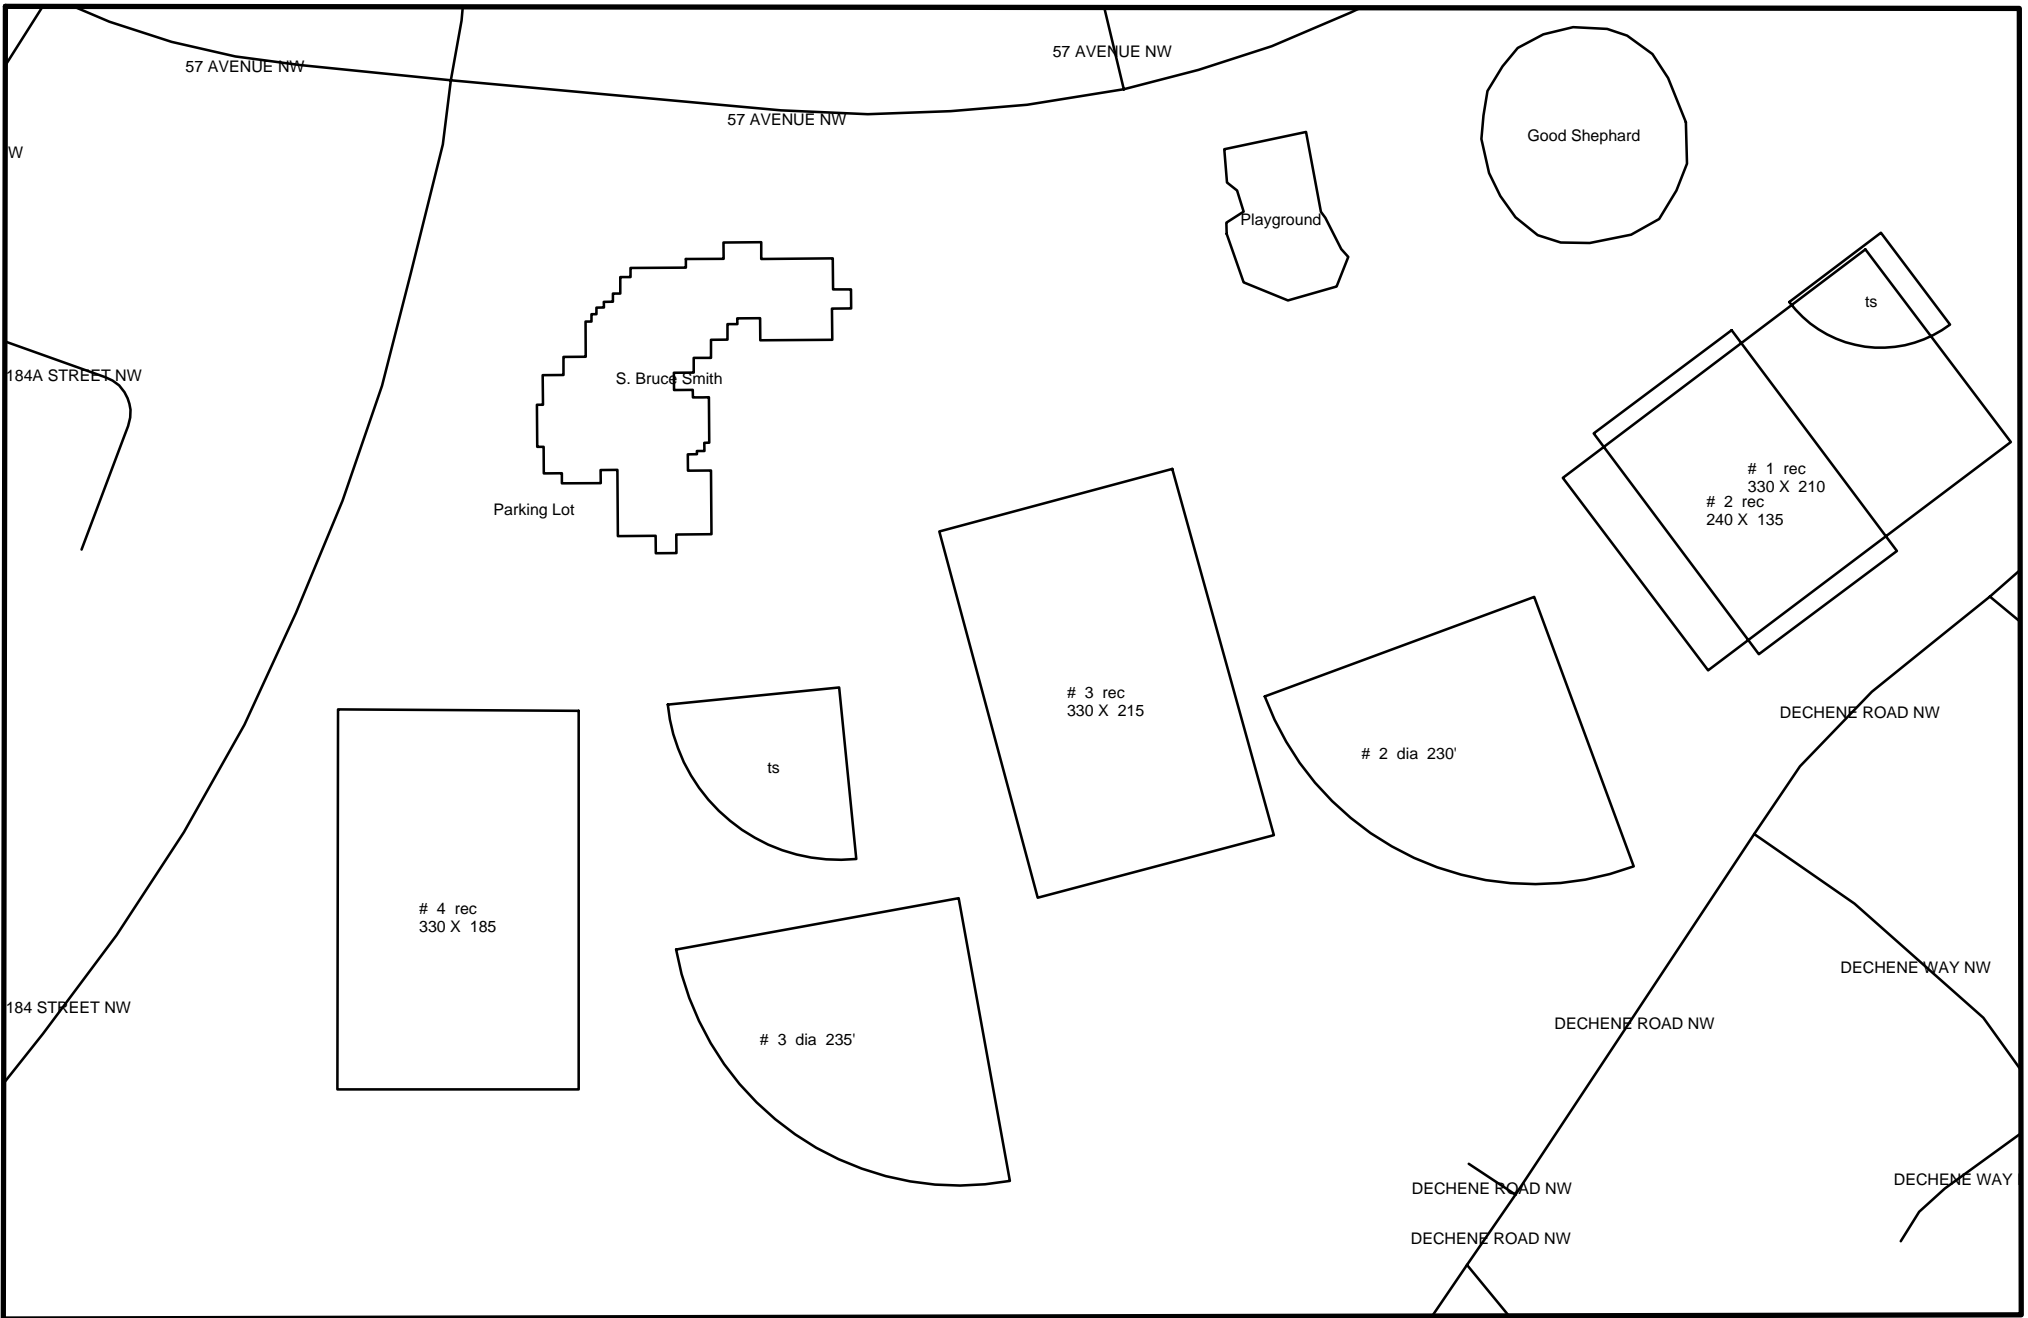 57 AVENUE NW
57 AVENUE NW
57 AVENUE NW
Good Shephard
W
Playground
ts
184A STREET NW
S. Bruce Smith
# 1 rec
330 X 210
# 2 rec
240 X 135
Parking Lot
# 3 rec
330 X 215
DECHENE ROAD NW
# 2 dia 230'
ts
# 4 rec
330 X 185
DECHENE WAY NW
184 STREET NW
DECHENE ROAD NW
# 3 dia 235'
DECHENE WAY
DECHENE ROAD NW
DECHENE ROAD NW